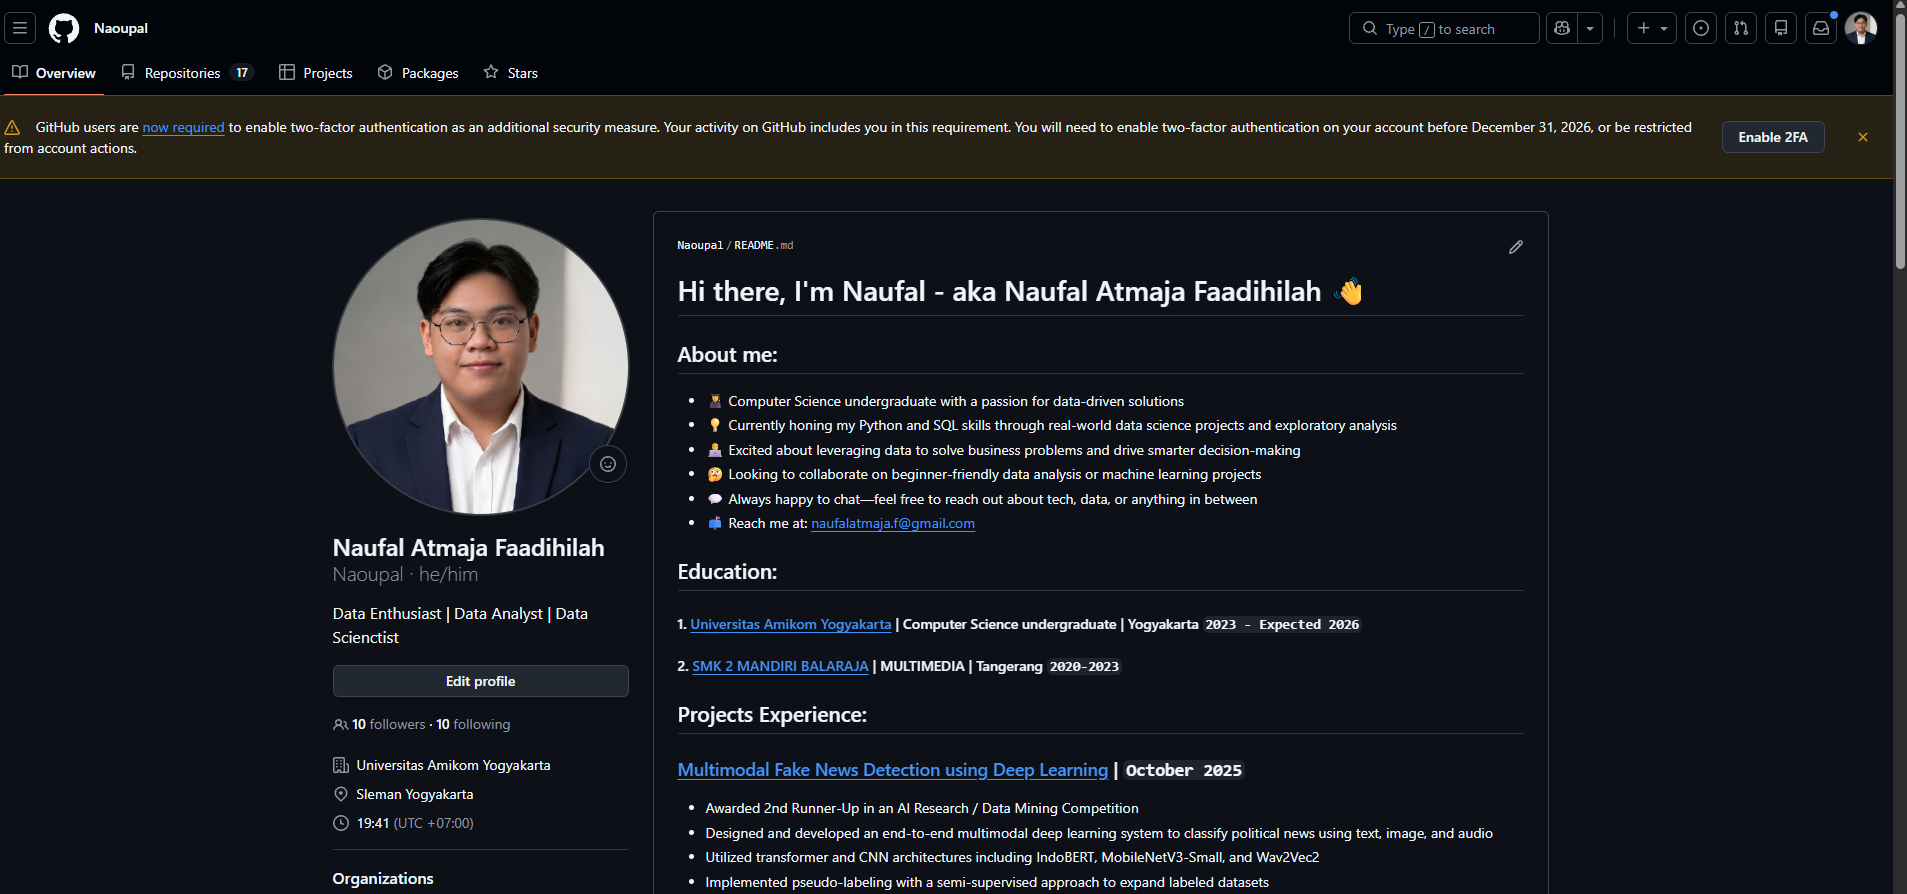 Naoupal
Type / to search
Overview
Repositories 17
Projects
Packages
Stars
GitHub users are now required to enable two-factor authentication as an additional security measure. Your activity on GitHub includes you in this requirement. You will need to enable two-factor authentication on your account before December 31, 2026, or be restricted
from account actions.
Enable 2FA
Naufal Atmaja Faadihilah
Naoupal · he/him
Data Enthusiast | Data Analyst | Data
Scienctist
Edit profile
10 followers · 10 following
Universitas Amikom Yogyakarta
Sleman Yogyakarta
19:41 (UTC +07:00)
Organizations
Naoupal/README.md
Hi there, I'm Naufal - aka Naufal Atmaja Faadihilah 👋
About me:
Computer Science undergraduate with a passion for data-driven solutions
Currently honing my Python and SQL skills through real-world data science projects and exploratory analysis
Excited about leveraging data to solve business problems and drive smarter decision-making
Looking to collaborate on beginner-friendly data analysis or machine learning projects
Always happy to chat—feel free to reach out about tech, data, or anything in between
Reach me at: naufalatmaja.f@gmail.com
Education:
1. Universitas Amikom Yogyakarta | Computer Science undergraduate | Yogyakarta 2023 - Expected 2026
2. SMK 2 MANDIRI BALARAJA | MULTIMEDIA | Tangerang 2020-2023
Projects Experience:
Multimodal Fake News Detection using Deep Learning | October 2025
Awarded 2nd Runner-Up in an AI Research / Data Mining Competition
Designed and developed an end-to-end multimodal deep learning system to classify political news using text, image, and audio
Utilized transformer and CNN architectures including IndoBERT, MobileNetV3-Small, and Wav2Vec2
Implemented pseudo-labeling with a semi-supervised approach to expand labeled datasets